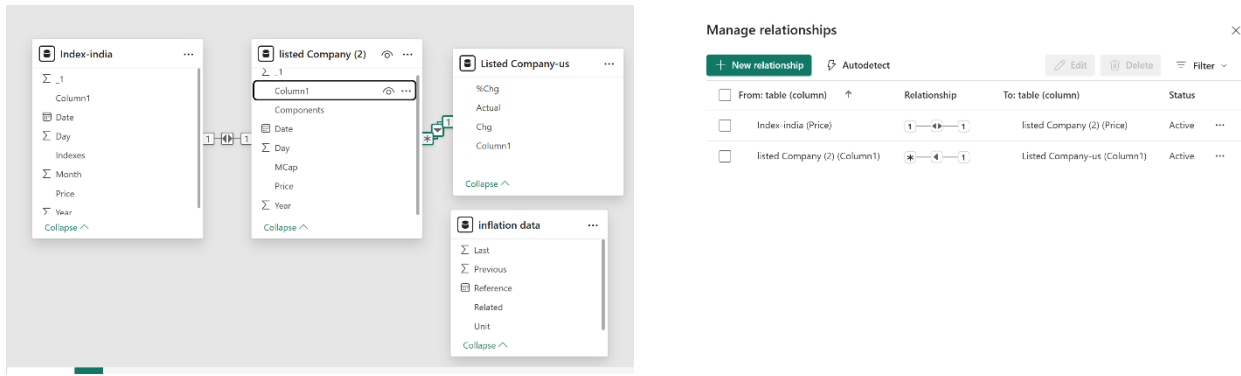 Index-india
_1
Column1
Date
Day
Indexes
Month
Price
Year
Collapse
listed Company (2)
_1
Column1
Components
Date
Day
MCap
Price
Year
Collapse
1
1
*
1
Listed Company-us
%Chg
Actual
Chg
Column1
Collapse
inflation data
Last
Previous
Reference
Related
Unit
Collapse
Manage relationships
New relationship
Autodetect
Edit
Delete
Filter
From: table (column) Relationship To: table (column) Status
Index-india (Price) 1 1 listed Company (2) (Price) Active
listed Company (2) (Column1) * 1 Listed Company-us (Column1) Active